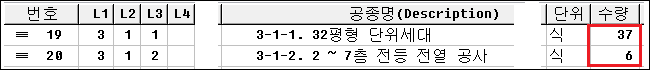 번호 L1 L2 L3 L4 공종명(Description) 단위 수량
19 3 1 1 3-1-1. 32평형 단위세대 식 37
20 3 1 2 3-1-2. 2 ~ 7층 전등 전열 공사 식 6